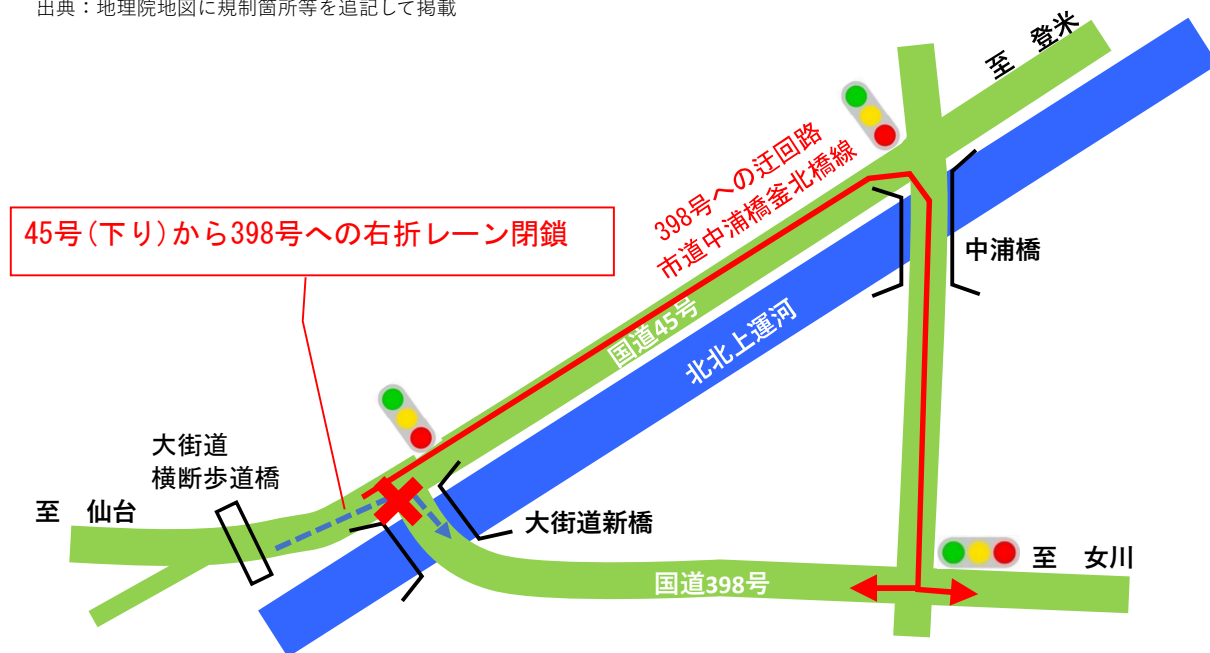 出典：地理院地図に規制箇所等を追記して掲載
至　登米
398号への迂回路
市道中浦橋釜北橋線
45号(下り)から398号への右折レーン閉鎖
中浦橋
国道45号
北北上運河
大街道
横断歩道橋
至　仙台
大街道新橋
至　女川
国道398号